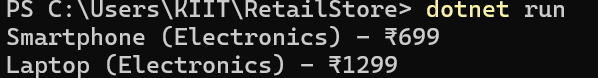 PS C:\Users\KIIT\RetailStore> dotnet run
Smartphone (Electronics) - ₹699
Laptop (Electronics) - ₹1299